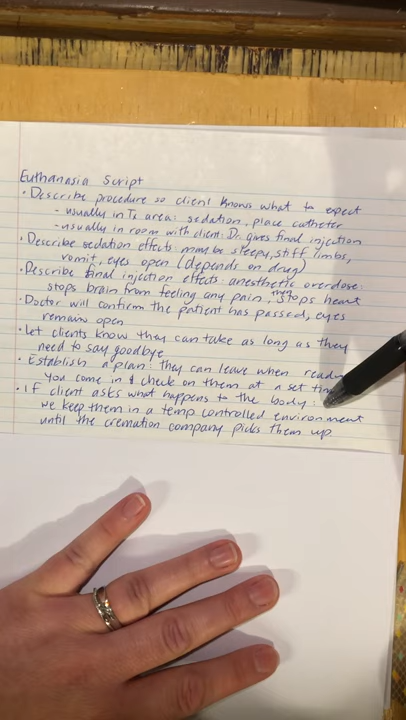 Euthanasia Script
• Describe procedure so client knows what to expect
- usually in Tx area: sedation, place catheter
- usually in room with client: Dr. gives final injection
• Describe sedation effects: may be sleepy, stiff limbs,
vomit, eyes open (depends on drug)
• Describe final injection effects: anesthetic overdose:
stops brain from feeling any pain, then stops heart
• Doctor will confirm the patient has passed, eyes
remain open
• Let clients know they can take as long as they
need to say goodbye
• Establish a plan: they can leave when
you come in & check on them at a set
• If client asks what happens to the body:
we keep them in a temp controlled environment
until the cremation company picks them up.